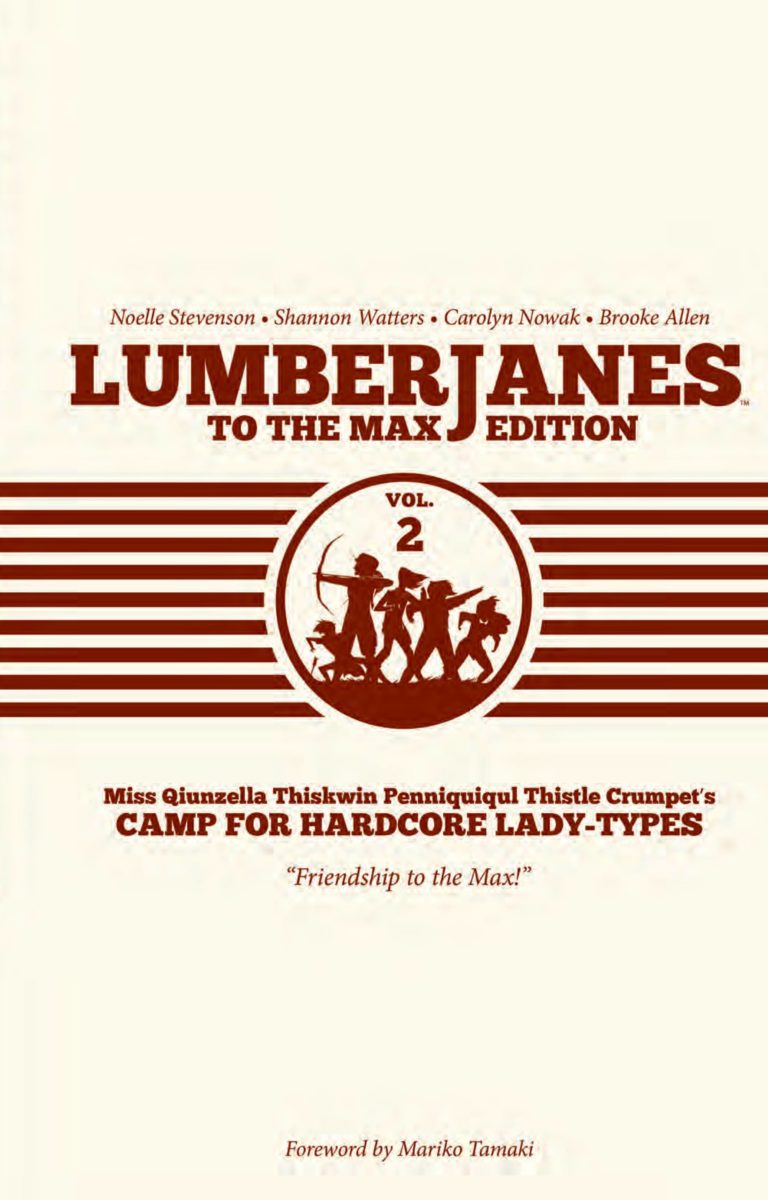 Noelle Stevenson • Shannon Watters • Carolyn Nowak • Brooke Allen
LUMBERJANES™
TO THE MAX EDITION
VOL.
2
Miss Qiunzella Thiskwin Penniquiqul Thistle Crumpet's
CAMP FOR HARDCORE LADY-TYPES
“Friendship to the Max!”
Foreword by Mariko Tamaki